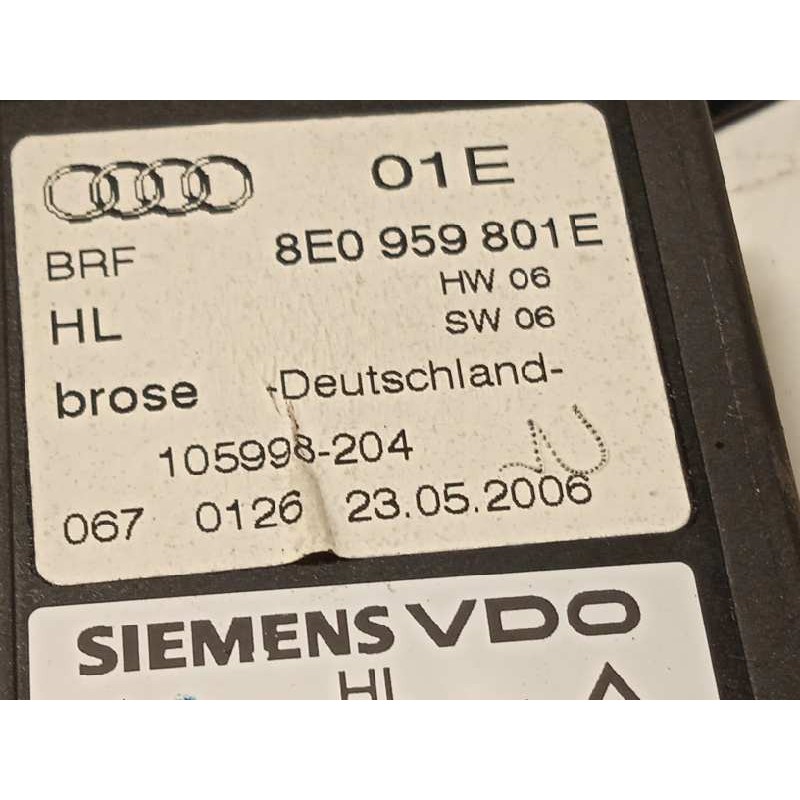 01E
BRF 8E0 959 801E
HW 06
HL SW 06
brose -Deutschland-
105998-204
067 0126 23.05.2006
SIEMENS VDO
HL